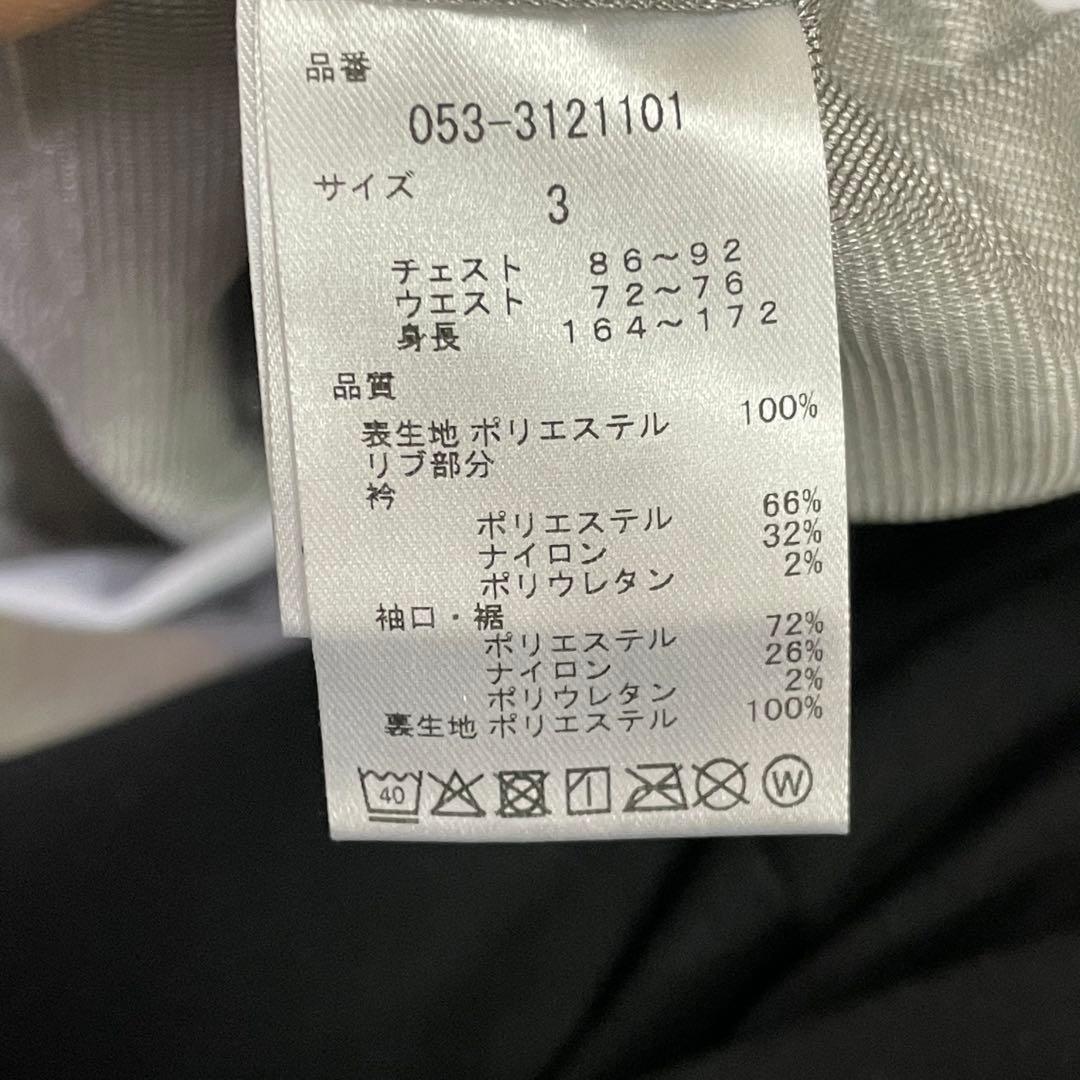 品番
053-3121101
サイズ 3
チェスト 86~92
ウエスト 72~76
身長 164~172
品質
表生地 ポリエステル 100%
リブ部分
衿
ポリエステル 66%
ナイロン 32%
ポリウレタン 2%
袖口・裾
ポリエステル 72%
ナイロン 26%
ポリウレタン 2%
裏生地 ポリエステル 100%
40 W